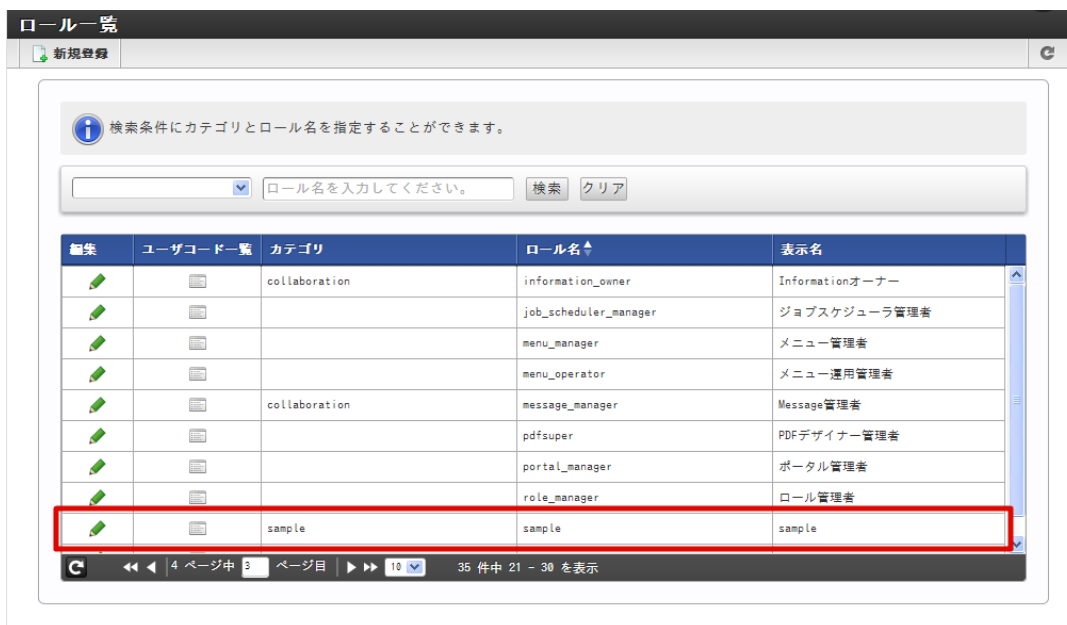 ロール一覧
新規登録
検索条件にカテゴリとロール名を指定することができます。
ロール名を入力してください。 検索 クリア
編集 ユーザコード一覧 カテゴリ ロール名 表示名
collaboration information_owner Informationオーナー
job_scheduler_manager ジョブスケジューラ管理者
menu_manager メニュー管理者
menu_operator メニュー運用管理者
collaboration message_manager Message管理者
pdfsuper PDFデザイナー管理者
portal_manager ポータル管理者
role_manager ロール管理者
sample sample sample
4 ページ中 3 ページ目 10 35 件中 21 - 30 を表示